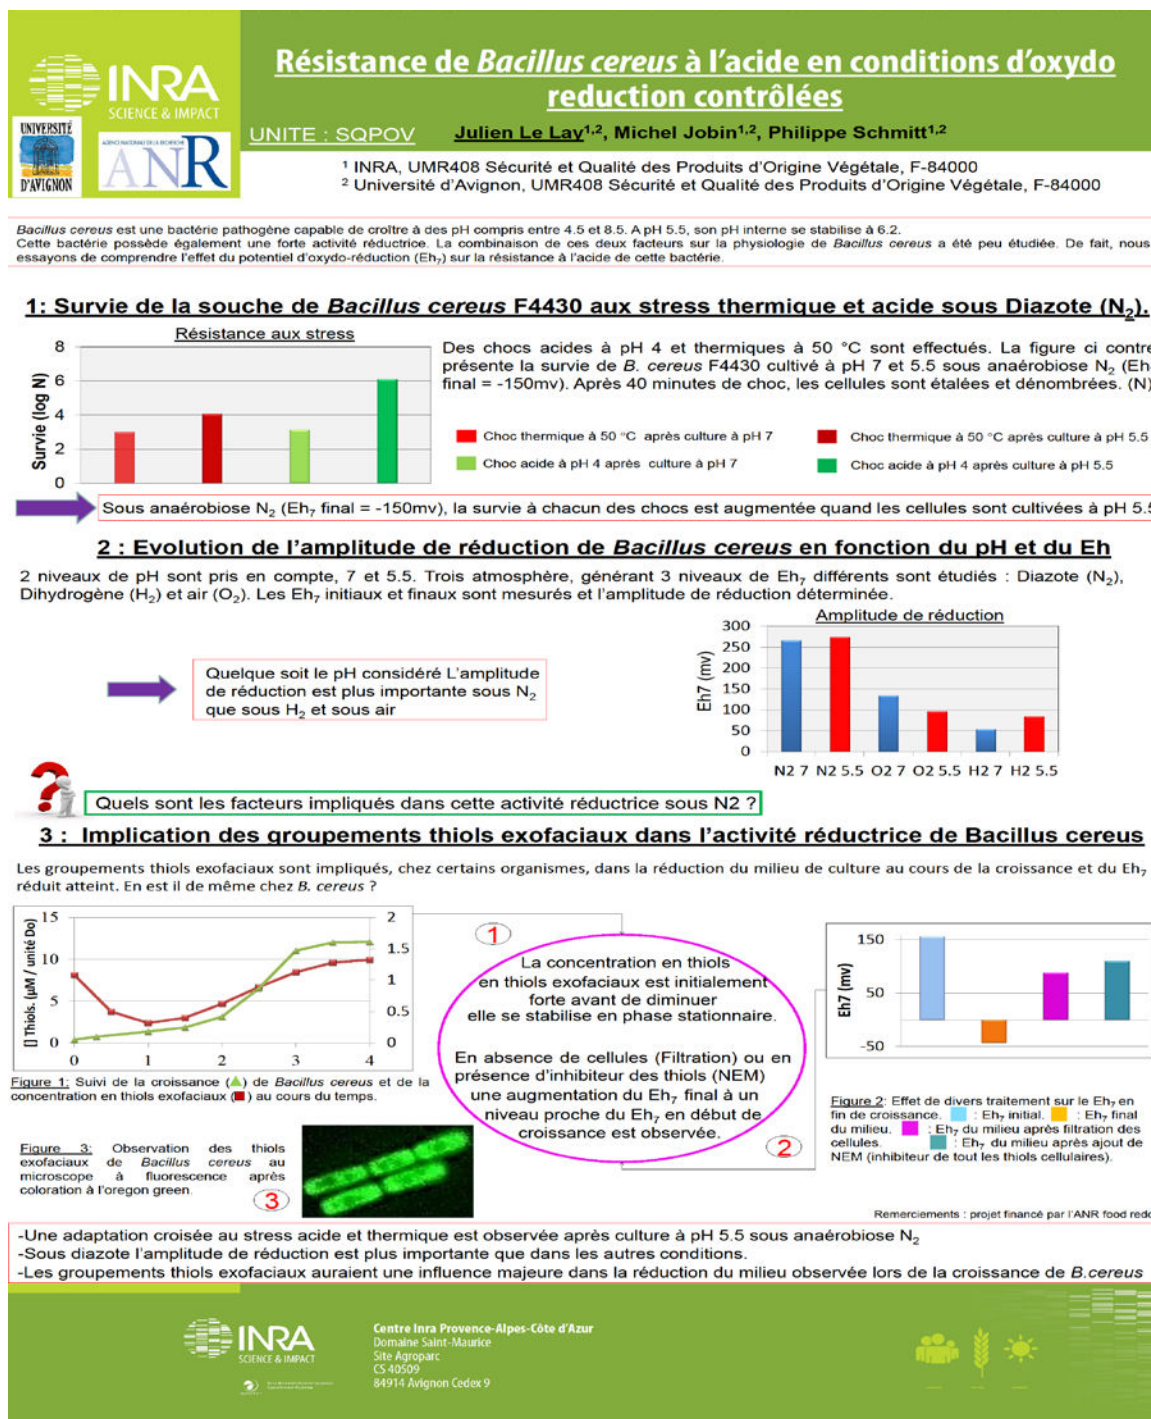 INRA
SCIENCE & IMPACT
UNIVERSITÉ
D'AVIGNON
AGENCE NATIONALE DE LA RECHERCHE
ANR
Résistance de Bacillus cereus à l'acide en conditions d'oxydo
reduction contrôlées
UNITE : SQPOV Julien Le Lay1,2, Michel Jobin1,2, Philippe Schmitt1,2
1 INRA, UMR408 Sécurité et Qualité des Produits d'Origine Végétale, F-84000
2 Université d'Avignon, UMR408 Sécurité et Qualité des Produits d'Origine Végétale, F-84000
Bacillus cereus est une bactérie pathogène capable de croître à des pH compris entre 4.5 et 8.5. A pH 5.5, son pH interne se stabilise à 6.2.
Cette bactérie possède également une forte activité réductrice. La combinaison de ces deux facteurs sur la physiologie de Bacillus cereus a été peu étudiée. De fait, nous
essayons de comprendre l'effet du potentiel d'oxydo-réduction (Eh7) sur la résistance à l'acide de cette bactérie.
1: Survie de la souche de Bacillus cereus F4430 aux stress thermique et acide sous Diazote (N2).
Résistance aux stress
Survie (log N)
8
6
4
2
0
Des chocs acides à pH 4 et thermiques à 50 °C sont effectués. La figure ci contre
présente la survie de B. cereus F4430 cultivé à pH 7 et 5.5 sous anaérobiose N2 (Eh
final = -150mv). Après 40 minutes de choc, les cellules sont étalées et dénombrées. (N)
Choc thermique à 50 °C après culture à pH 7
Choc thermique à 50 °C après culture à pH 5.5
Choc acide à pH 4 après culture à pH 7
Choc acide à pH 4 après culture à pH 5.5
Sous anaérobiose N2 (Eh7 final = -150mv), la survie à chacun des chocs est augmentée quand les cellules sont cultivées à pH 5.5
2 : Evolution de l'amplitude de réduction de Bacillus cereus en fonction du pH et du Eh
2 niveaux de pH sont pris en compte, 7 et 5.5. Trois atmosphère, générant 3 niveaux de Eh7 différents sont étudiés : Diazote (N2),
Dihydrogène (H2) et air (O2). Les Eh7 initiaux et finaux sont mesurés et l'amplitude de réduction déterminée.
Quelque soit le pH considéré L'amplitude
de réduction est plus importante sous N2
que sous H2 et sous air
Amplitude de réduction
Eh7 (mv)
300
250
200
150
100
50
0
N2 7 N2 5.5 O2 7 O2 5.5 H2 7 H2 5.5
?
Quels sont les facteurs impliqués dans cette activité réductrice sous N2 ?
3 : Implication des groupements thiols exofaciaux dans l'activité réductrice de Bacillus cereus
Les groupements thiols exofaciaux sont impliqués, chez certains organismes, dans la réduction du milieu de culture au cours de la croissance et du Eh7
réduit atteint. En est il de même chez B. cereus ?
[] Thiols. (µM / unité Do)
15
10
5
0
2
1.5
1
0.5
0
0 1 2 3 4
Figure 1: Suivi de la croissance (▲) de Bacillus cereus et de la
concentration en thiols exofaciaux (■) au cours du temps.
1
La concentration en thiols
en thiols exofaciaux est initialement
forte avant de diminuer
elle se stabilise en phase stationnaire.
En absence de cellules (Filtration) ou en
présence d'inhibiteur des thiols (NEM)
une augmentation du Eh7 final à un
niveau proche du Eh7 en début de
croissance est observée.
2
Eh7 (mv)
150
50
-50
Figure 2: Effet de divers traitement sur le Eh7 en
fin de croissance. : Eh7 initial. : Eh7 final
du milieu. : Eh7 du milieu après filtration des
cellules. : Eh7 du milieu après ajout de
NEM (inhibiteur de tout les thiols cellulaires).
Figure 3: Observation des thiols
exofaciaux de Bacillus cereus au
microscope à fluorescence après
coloration à l'oregon green.
3
Remerciements : projet financé par l'ANR food redo
-Une adaptation croisée au stress acide et thermique est observée après culture à pH 5.5 sous anaérobiose N2
-Sous diazote l'amplitude de réduction est plus importante que dans les autres conditions.
-Les groupements thiols exofaciaux auraient une influence majeure dans la réduction du milieu observée lors de la croissance de B.cereus
INRA
SCIENCE & IMPACT
Centre Inra Provence-Alpes-Côte d'Azur
Domaine Saint-Maurice
Site Agroparc
CS 40509
84914 Avignon Cedex 9